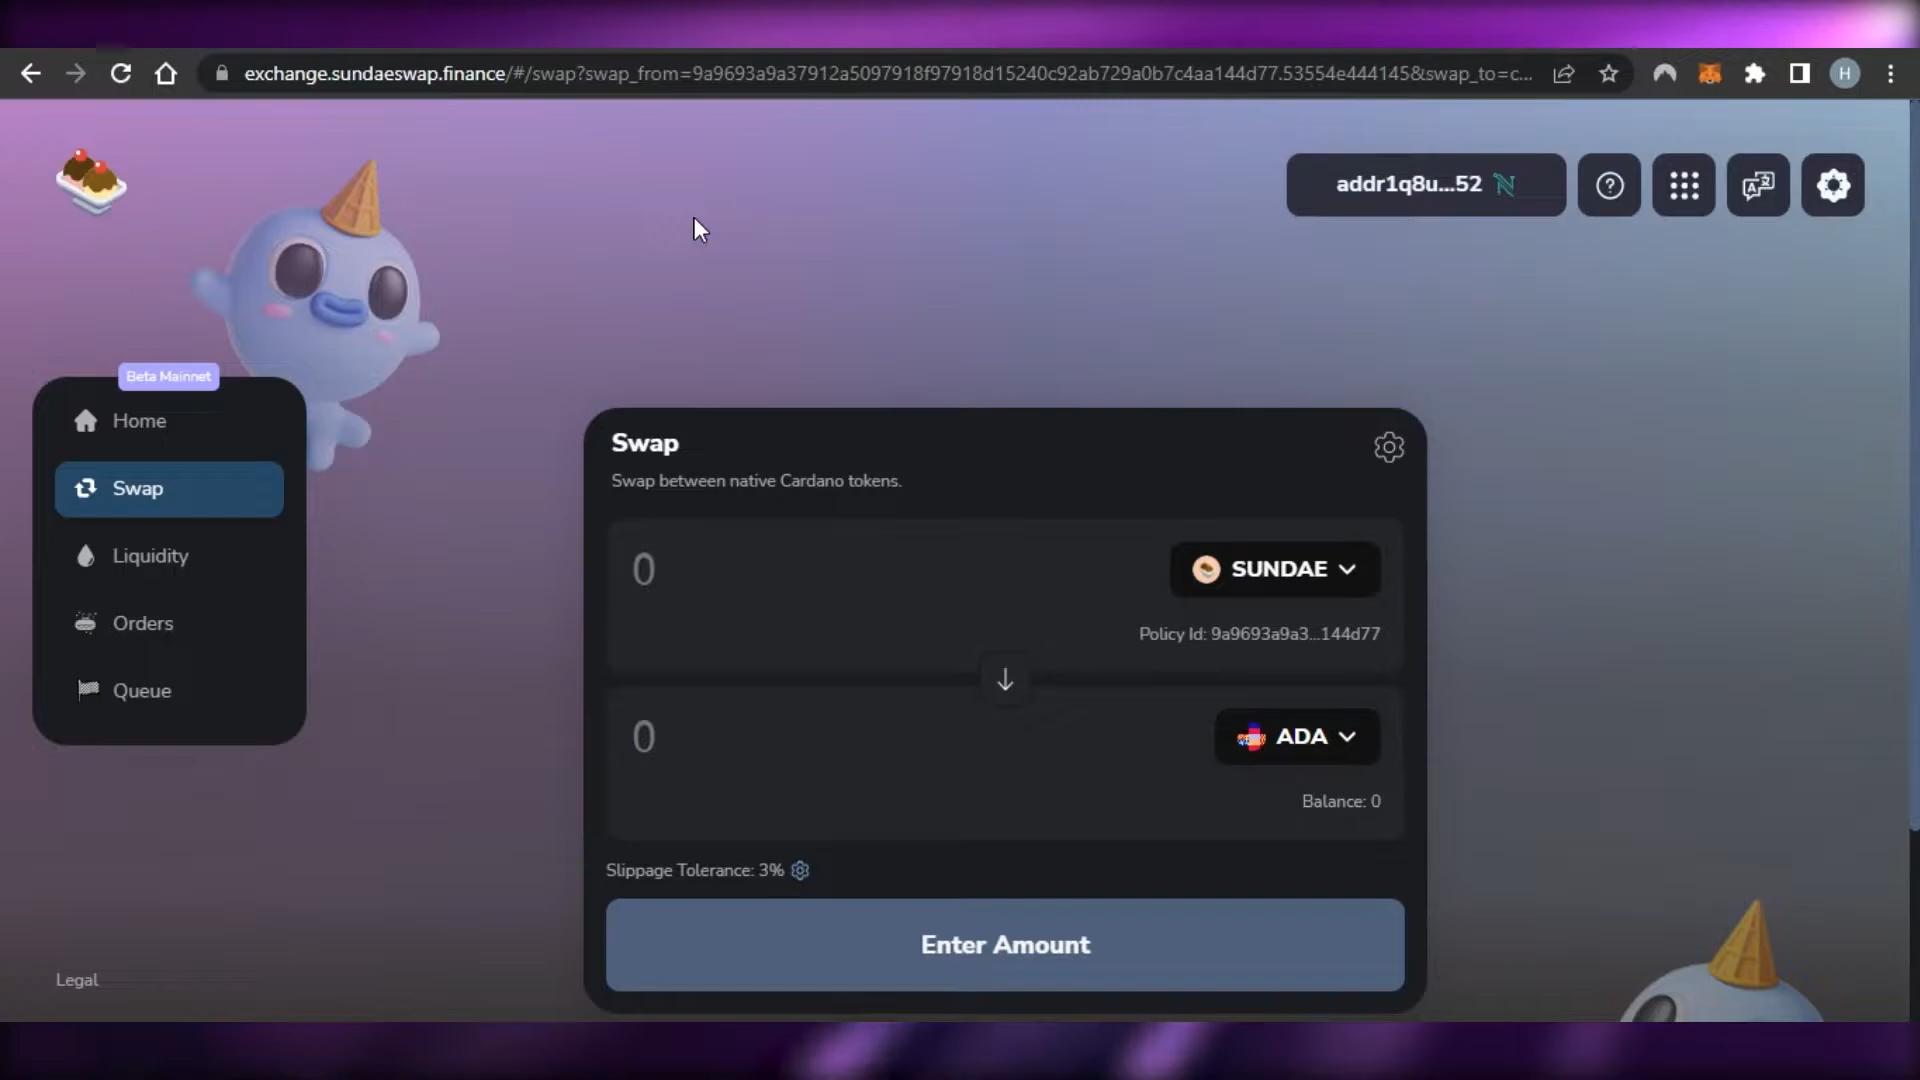 exchange.sundaeswap.finance/#/swap?swap_from=9a9693a9a37912a5097918f97918d15240c92ab729a0b7c4aa144d77.53554e444145&swap_to=c...
H
addr1q8u...52
Beta Mainnet
Home
Swap
Liquidity
Orders
Queue
Legal
Swap
Swap between native Cardano tokens.
0
SUNDAE
Policy Id: 9a9693a9a3...144d77
0
ADA
Balance: 0
Slippage Tolerance: 3%
Enter Amount